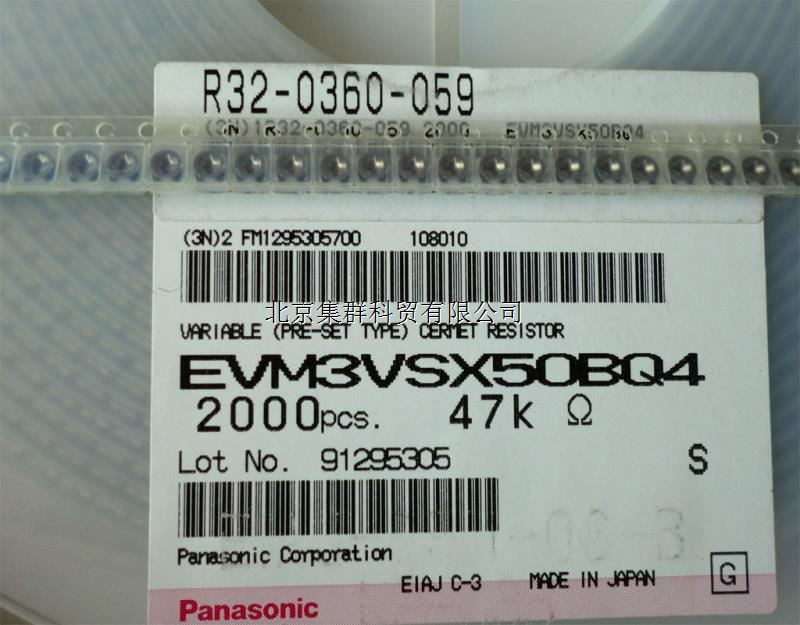 R32-0360-059
(3N)1R32-0360-059 2000 EVM3VSX50BQ4
(3N)2 FM1295305700 108010
北京集群科贸有限公司
VARIABLE (PRE-SET TYPE) CERMET RESISTOR
EVM3VSX50BQ4
2000pcs. 47k Ω
Lot No. 91295305 S
Panasonic Corporation
EIAJ C-3 MADE IN JAPAN G
Panasonic